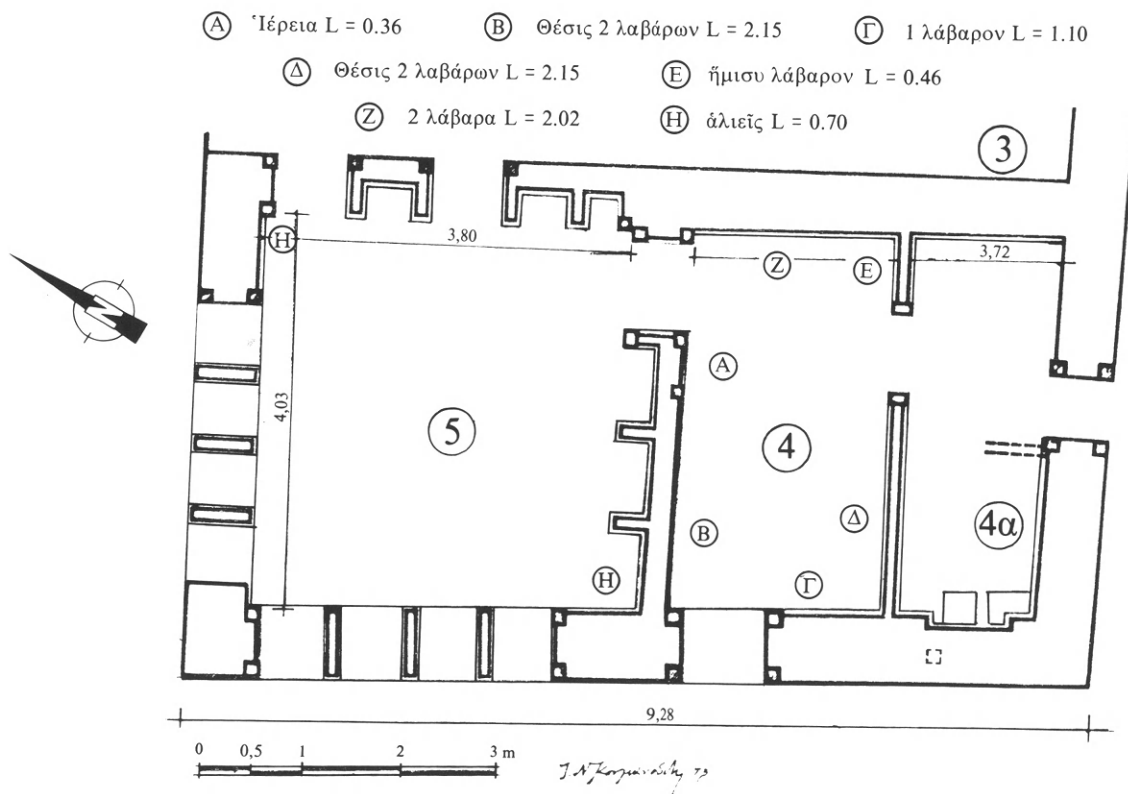 Α Ἱέρεια L = 0.36 Β Θέσις 2 λαβάρων L = 2.15 Γ 1 λάβαρον L = 1.10
Δ Θέσις 2 λαβάρων L = 2.15 Ε ἥμισυ λάβαρον L = 0.46
Ζ 2 λάβαρα L = 2.02 Η ἁλιεῖς L = 0.70
3
Η 3,80 Ζ Ε 3,72
Ν
Α
4,03
5 4
Β Δ 4α
Η Γ
9,28
0 0,5 1 2 3 m